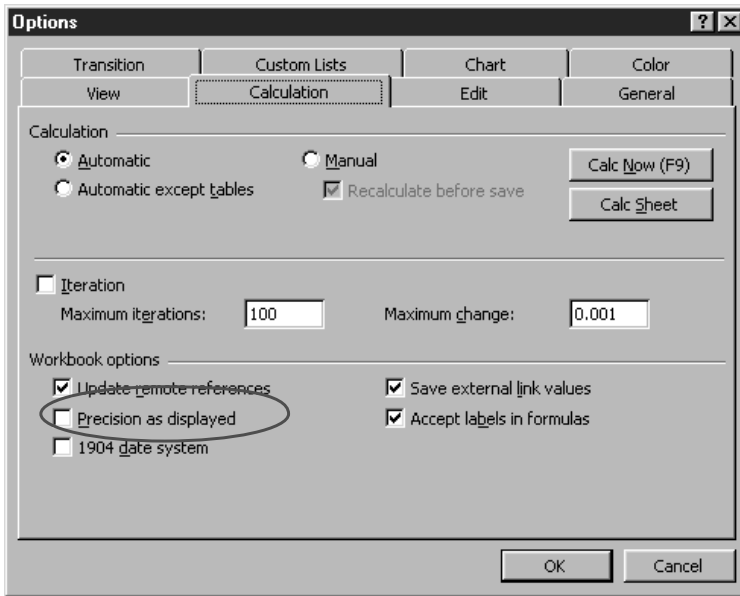 Options
Transition Custom Lists Chart Color
View Calculation Edit General
Calculation
Automatic Manual Calc Now (F9)
Automatic except tables Recalculate before save Calc Sheet
Iteration
Maximum iterations: 100 Maximum change: 0.001
Workbook options
Update remote references Save external link values
Precision as displayed Accept labels in formulas
1904 date system
OK Cancel